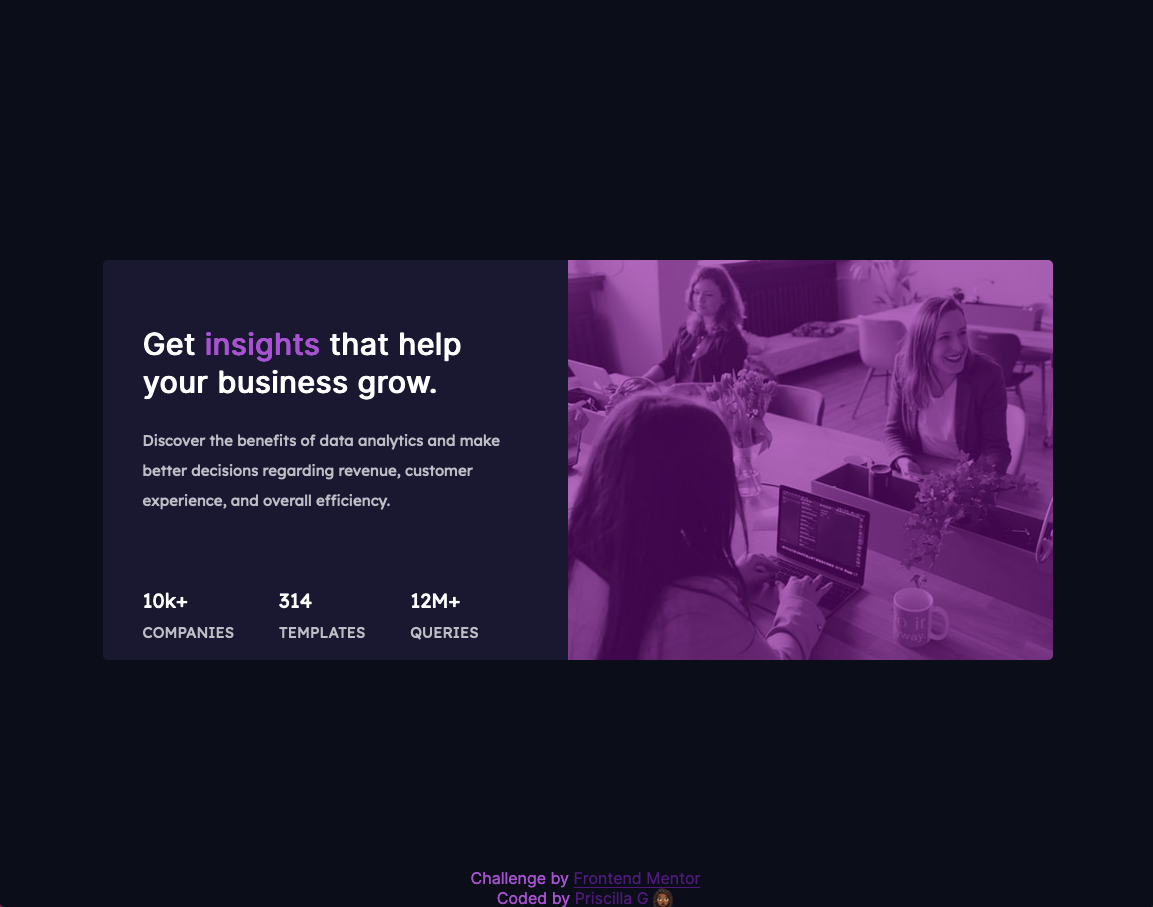 Get insights that help
your business grow.
Discover the benefits of data analytics and make
better decisions regarding revenue, customer
experience, and overall efficiency.
10k+ 314 12M+
COMPANIES TEMPLATES QUERIES
Challenge by Frontend Mentor
Coded by Priscilla G